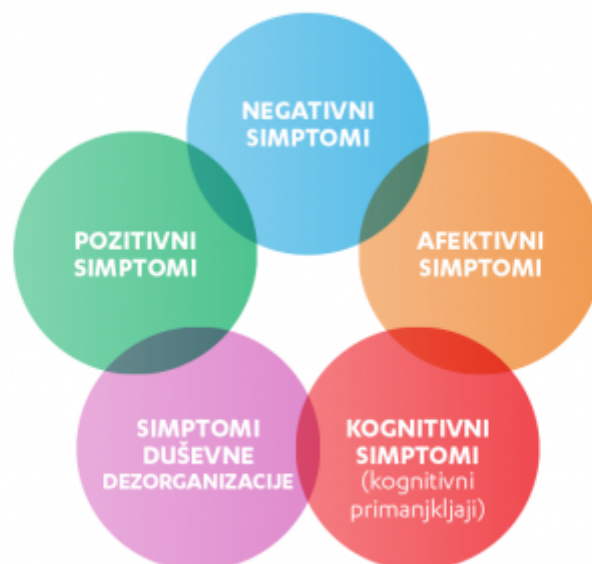 NEGATIVNI
SIMPTOMI
POZITIVNI
SIMPTOMI
AFEKTIVNI
SIMPTOMI
SIMPTOMI
DUŠEVNE
DEZORGANIZACIJE
KOGNITIVNI
SIMPTOMI
(kognitivni
primanjkljaji)